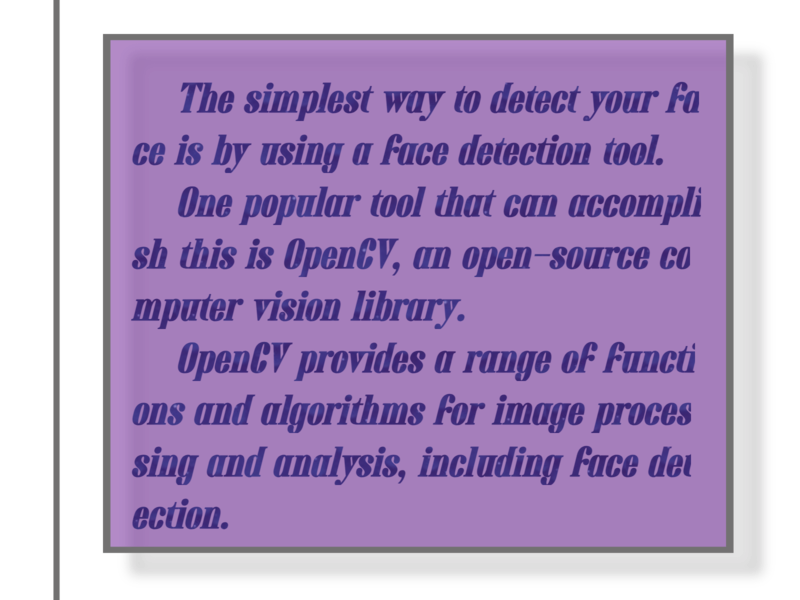 The simplest way to detect your fa
ce is by using a face detection tool.
One popular tool that can accompli
sh this is OpenCV, an open-source co
mputer vision library.
OpenCV provides a range of functi
ons and algorithms for image proces
sing and analysis, including face det
ection.